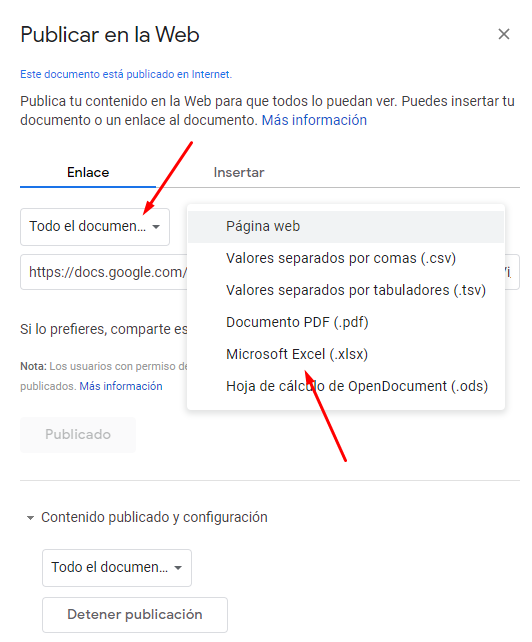 Publicar en la Web
Este documento está publicado en Internet.
Publica tu contenido en la Web para que todos lo puedan ver. Puedes insertar tu
documento o un enlace al documento. Más información
Enlace
Insertar
Todo el documen...
Página web
Valores separados por comas (.csv)
https://docs.google.com/
Valores separados por tabuladores (.tsv)
Si lo prefieres, comparte es
Documento PDF (.pdf)
Microsoft Excel (.xlsx)
Nota: Los usuarios con permiso de
publicados. Más información
Hoja de cálculo de OpenDocument (.ods)
Publicado
Contenido publicado y configuración
Todo el documen...
Detener publicación